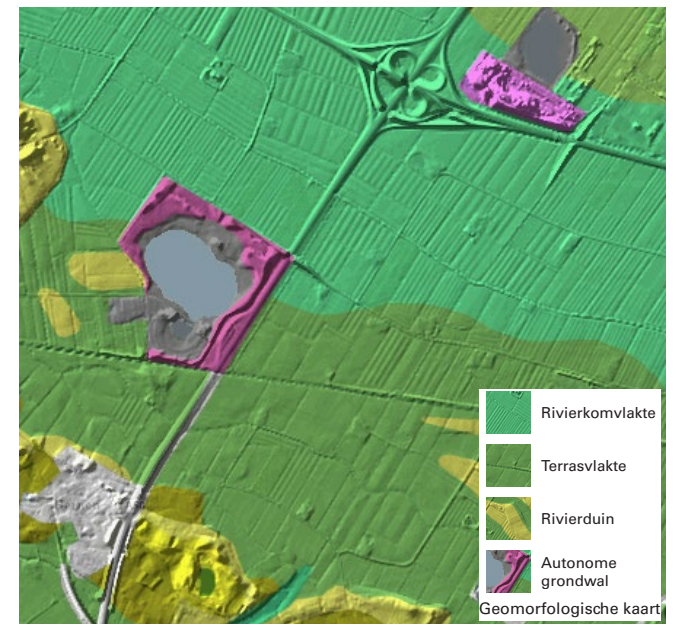 Rivierkomvlakte
Terrasvlakte
Rivierduin
Autonome
grondwal
Geomorfologische kaart